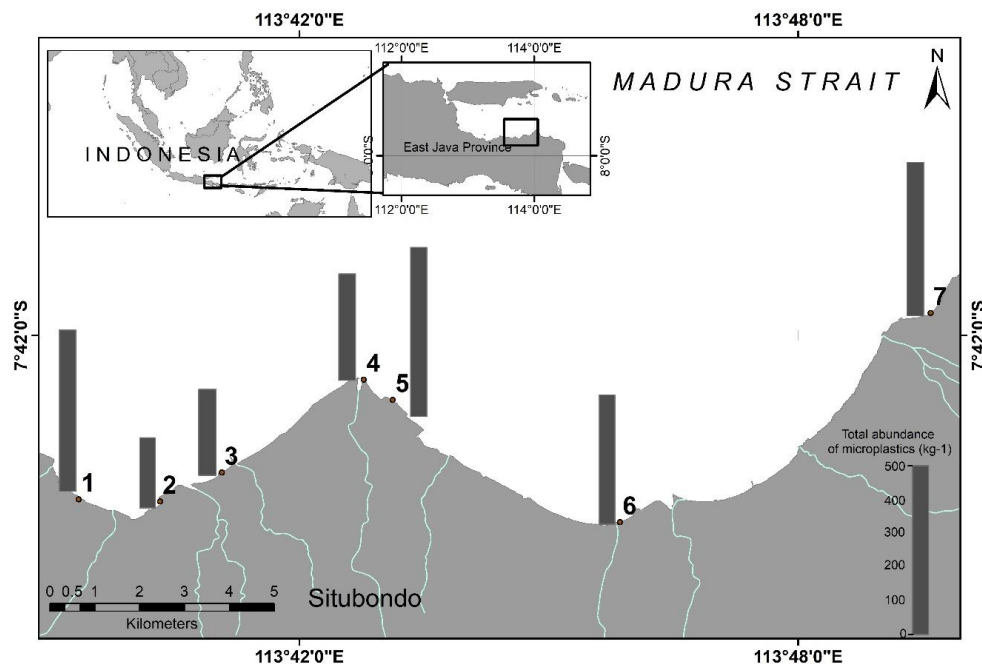 113°42'0"E
113°48'0"E
112°0'0"E
114°0'0"E
MADURA STRAIT
N
INDONESIA
East Java Province
8°0'0"S
112°0'0"E
114°0'0"E
7°42'0"S
7°42'0"S
1
2
3
4
5
6
7
Total abundance
of microplastics (kg-1)
500
400
300
200
100
0
0 0.5 1 2 3 4 5
Kilometers
Situbondo
113°42'0"E
113°48'0"E